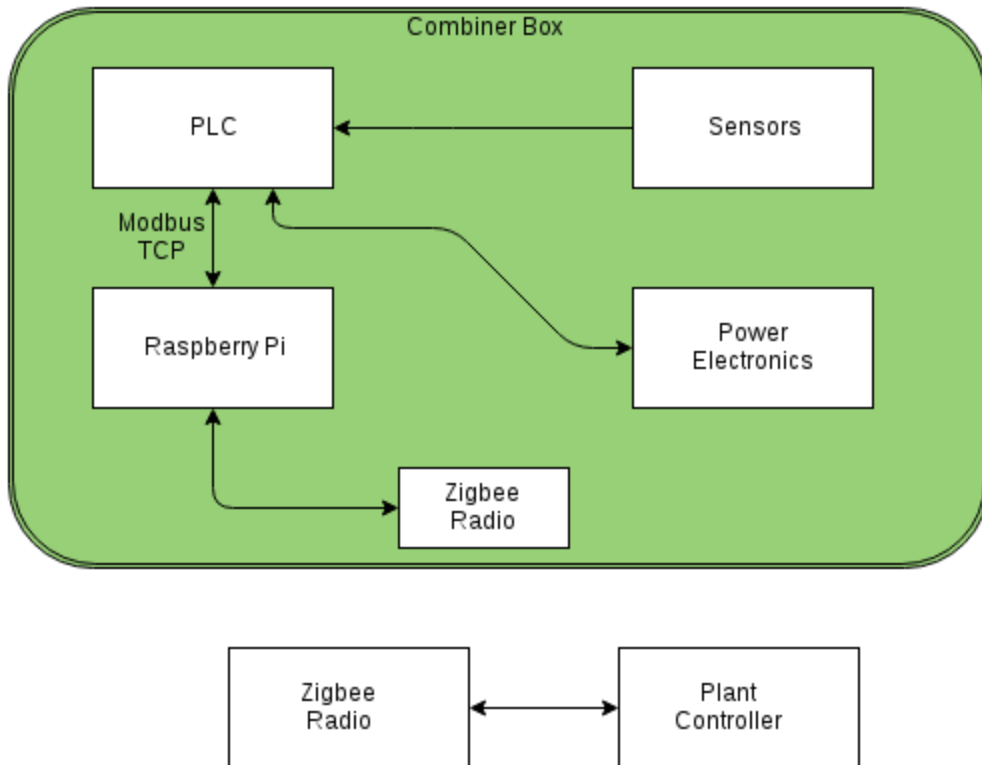 Combiner Box
PLC
Sensors
Modbus
TCP
Raspberry Pi
Power
Electronics
Zigbee
Radio
Zigbee
Radio
Plant
Controller